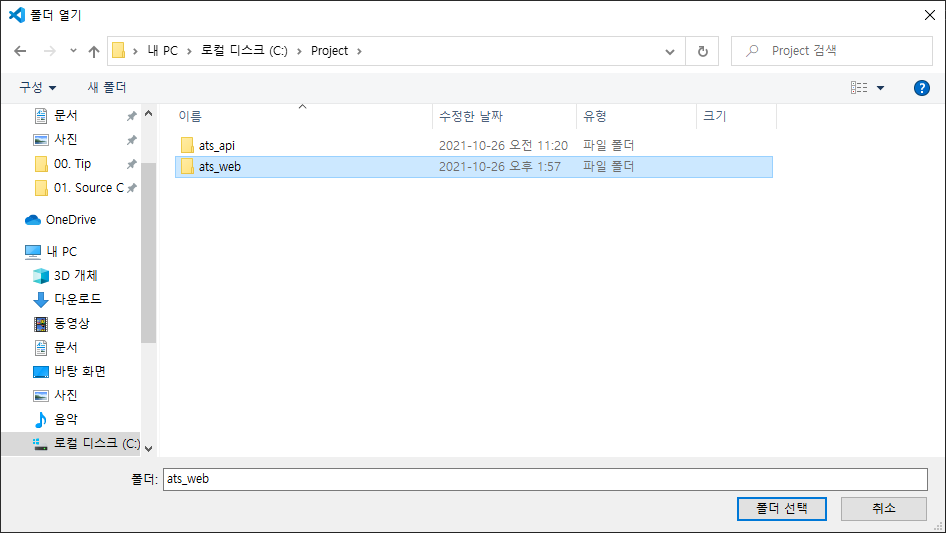 폴더 열기
내 PC > 로컬 디스크 (C:) > Project >
Project 검색
구성
새 폴더
문서
사진
00. Tip
01. Source C
OneDrive
내 PC
3D 개체
다운로드
동영상
문서
바탕 화면
사진
음악
로컬 디스크 (C:)
이름 수정한 날짜 유형 크기
ats_api 2021-10-26 오전 11:20 파일 폴더
ats_web 2021-10-26 오후 1:57 파일 폴더
폴더: ats_web
폴더 선택 취소